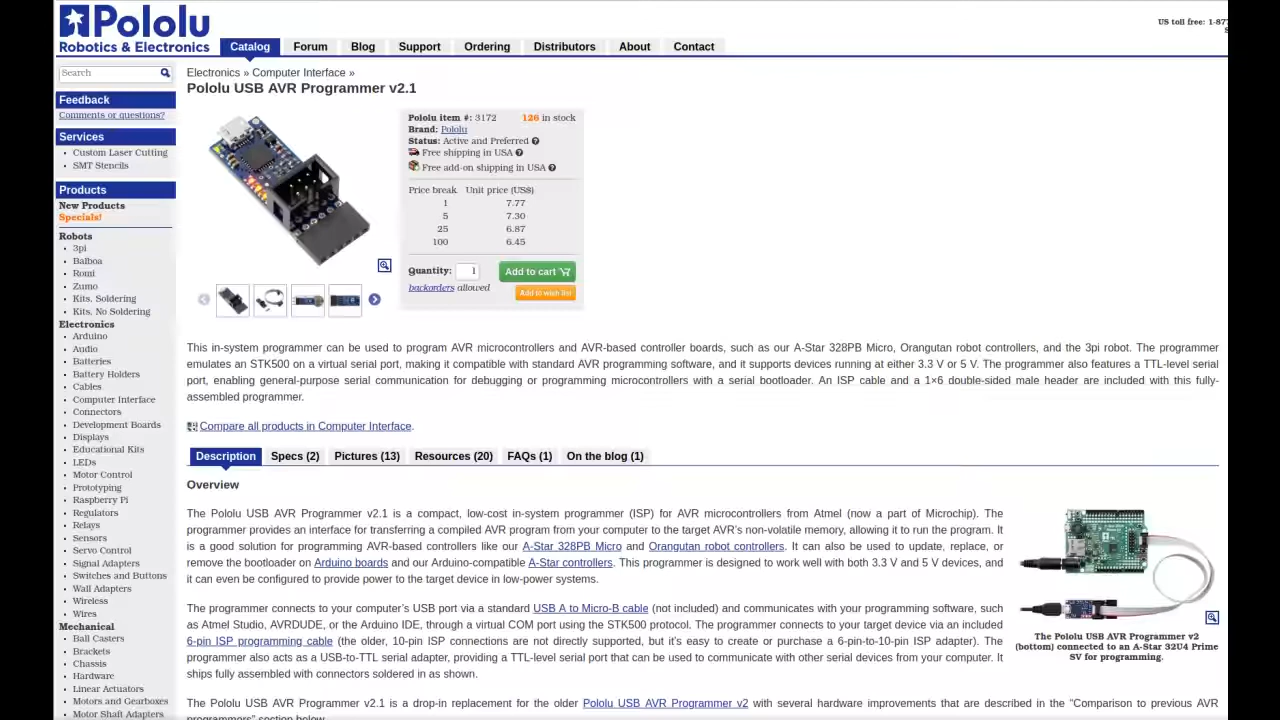 Pololu
Robotics & Electronics
US toll free: 1-87
Catalog
Forum
Blog
Support
Ordering
Distributors
About
Contact
Search
Feedback
Comments or questions?
Services
Custom Laser Cutting
SMT Stencils
Products
New Products
Specials!
Robots
3pi
Balboa
Romi
Zumo
Kits, Soldering
Kits, No Soldering
Electronics
Arduino
Audio
Batteries
Battery Holders
Cables
Computer Interface
Connectors
Development Boards
Displays
Educational Kits
LEDs
Motor Control
Prototyping
Raspberry Pi
Regulators
Relays
Sensors
Servo Control
Signal Adapters
Switches and Buttons
Wall Adapters
Wireless
Wires
Mechanical
Ball Casters
Brackets
Chassis
Hardware
Linear Actuators
Motors and Gearboxes
Motor Shaft Adapters
Electronics » Computer Interface »
Pololu USB AVR Programmer v2.1
Pololu item #: 3172 126 in stock
Brand: Pololu
Status: Active and Preferred
Free shipping in USA
Free add-on shipping in USA
Price break Unit price (US$)
1 7.77
5 7.30
25 6.87
100 6.45
Quantity: 1 Add to cart
backorders allowed Add to wish list
This in-system programmer can be used to program AVR microcontrollers and AVR-based controller boards, such as our A-Star 328PB Micro, Orangutan robot controllers, and the 3pi robot. The programmer
emulates an STK500 on a virtual serial port, making it compatible with standard AVR programming software, and it supports devices running at either 3.3 V or 5 V. The programmer also features a TTL-level serial
port, enabling general-purpose serial communication for debugging or programming microcontrollers with a serial bootloader. An ISP cable and a 1×6 double-sided male header are included with this fully-
assembled programmer.
Compare all products in Computer Interface.
Description
Specs (2)
Pictures (13)
Resources (20)
FAQs (1)
On the blog (1)
Overview
The Pololu USB AVR Programmer v2.1 is a compact, low-cost in-system programmer (ISP) for AVR microcontrollers from Atmel (now a part of Microchip). The
programmer provides an interface for transferring a compiled AVR program from your computer to the target AVR's non-volatile memory, allowing it to run the program. It
is a good solution for programming AVR-based controllers like our A-Star 328PB Micro and Orangutan robot controllers. It can also be used to update, replace, or
remove the bootloader on Arduino boards and our Arduino-compatible A-Star controllers. This programmer is designed to work well with both 3.3 V and 5 V devices, and
it can even be configured to provide power to the target device in low-power systems.
The programmer connects to your computer's USB port via a standard USB A to Micro-B cable (not included) and communicates with your programming software, such
as Atmel Studio, AVRDUDE, or the Arduino IDE, through a virtual COM port using the STK500 protocol. The programmer connects to your target device via an included
6-pin ISP programming cable (the older, 10-pin ISP connections are not directly supported, but it's easy to create or purchase a 6-pin-to-10-pin ISP adapter). The
programmer also acts as a USB-to-TTL serial adapter, providing a TTL-level serial port that can be used to communicate with other serial devices from your computer. It
ships fully assembled with connectors soldered in as shown.
The Pololu USB AVR Programmer v2
(bottom) connected to an A-Star 32U4 Prime
SV for programming.
The Pololu USB AVR Programmer v2.1 is a drop-in replacement for the older Pololu USB AVR Programmer v2 with several hardware improvements that are described in the "Comparison to previous AVR
programmers" section below.